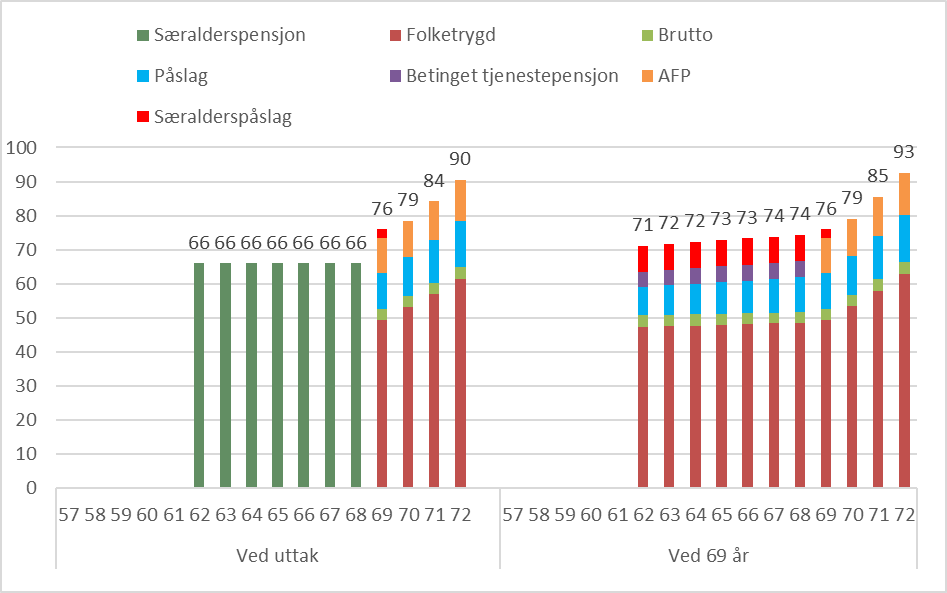 Særalderspensjon Folketrygd Brutto
Påslag Betinget tjenestepensjon AFP
Særalderspåslag
100
90
80
70
60
50
40
30
20
10
0
66 66 66 66 66 66 66 76 79 84 90
71 72 72 73 73 74 74 76 79 85 93
57 58 59 60 61 62 63 64 65 66 67 68 69 70 71 72 57 58 59 60 61 62 63 64 65 66 67 68 69 70 71 72
Ved uttak Ved 69 år